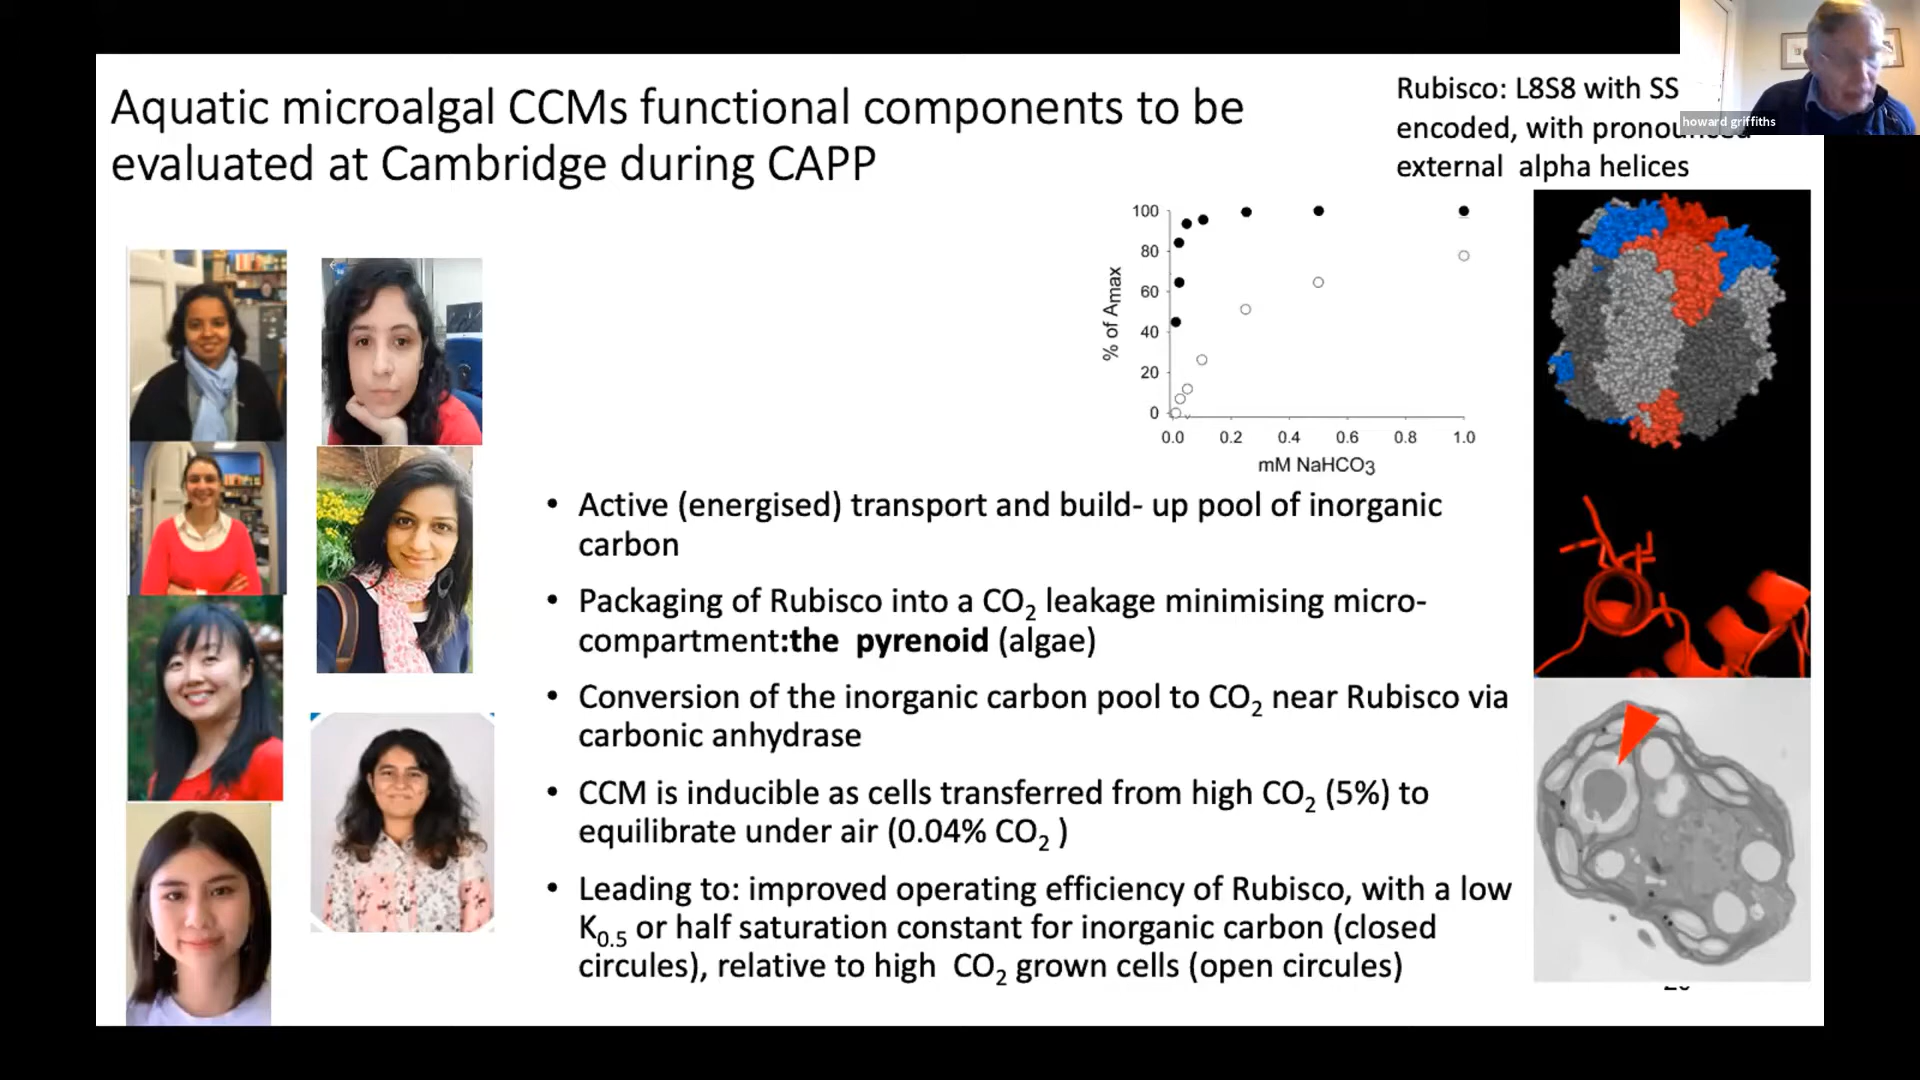 Aquatic microalgal CCMs functional components to be
evaluated at Cambridge during CAPP
Rubisco: L8S8 with SS
encoded, with pronounced
external alpha helices
howard griffiths
100
80
60
40
20
0
% of Amax
0.0 0.2 0.4 0.6 0.8 1.0
mM NaHCO3
• Active (energised) transport and build- up pool of inorganic
carbon
• Packaging of Rubisco into a CO2 leakage minimising micro-
compartment:the pyrenoid (algae)
• Conversion of the inorganic carbon pool to CO2 near Rubisco via
carbonic anhydrase
• CCM is inducible as cells transferred from high CO2 (5%) to
equilibrate under air (0.04% CO2 )
• Leading to: improved operating efficiency of Rubisco, with a low
K0.5 or half saturation constant for inorganic carbon (closed
circules), relative to high CO2 grown cells (open circules)